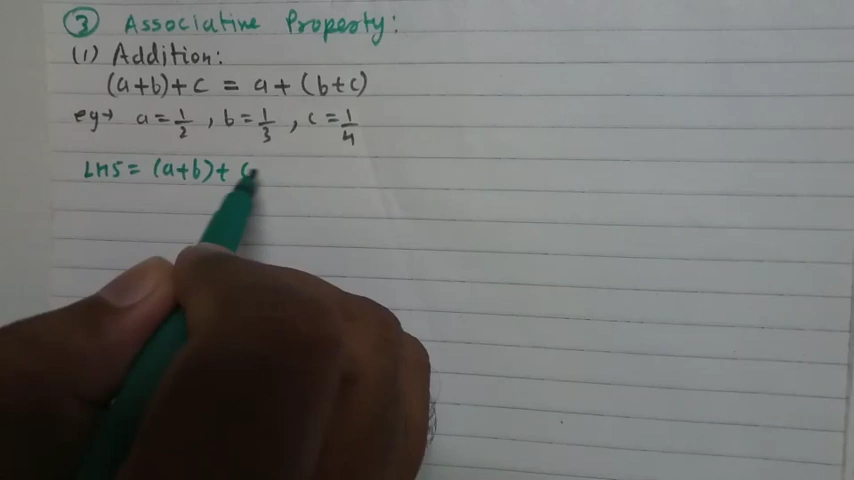 ③ Associative Property:
(1) Addition:
(a+b)+c = a+(b+c)
eg→ a=1/2, b=1/3, c=1/4
LHS = (a+b)+c